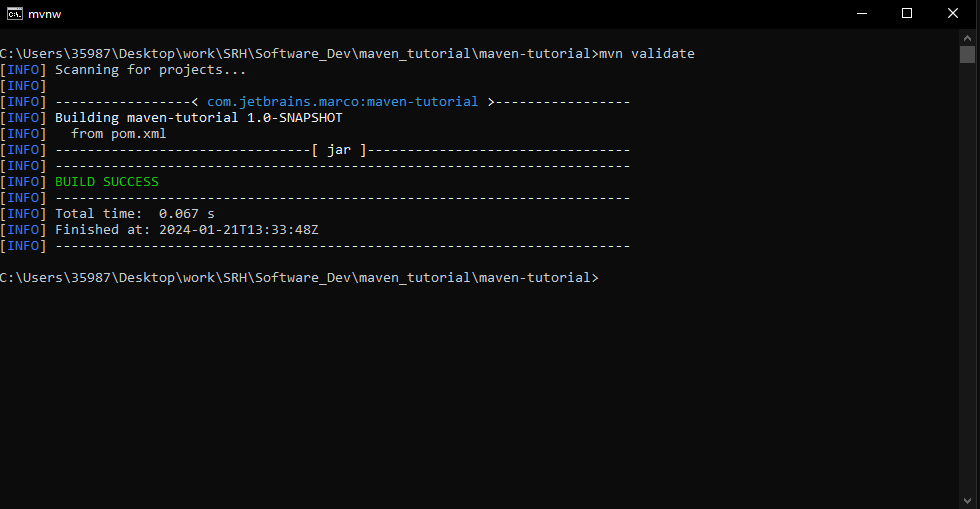 mvnw
C:\Users\35987\Desktop\work\SRH\Software_Dev\maven_tutorial\maven-tutorial>mvn validate
[INFO] Scanning for projects...
[INFO]
[INFO] -----------------< com.jetbrains.marco:maven-tutorial >-----------------
[INFO] Building maven-tutorial 1.0-SNAPSHOT
[INFO]   from pom.xml
[INFO] --------------------------------[ jar ]---------------------------------
[INFO] ------------------------------------------------------------------------
[INFO] BUILD SUCCESS
[INFO] ------------------------------------------------------------------------
[INFO] Total time:  0.067 s
[INFO] Finished at: 2024-01-21T13:33:48Z
[INFO] ------------------------------------------------------------------------
C:\Users\35987\Desktop\work\SRH\Software_Dev\maven_tutorial\maven-tutorial>